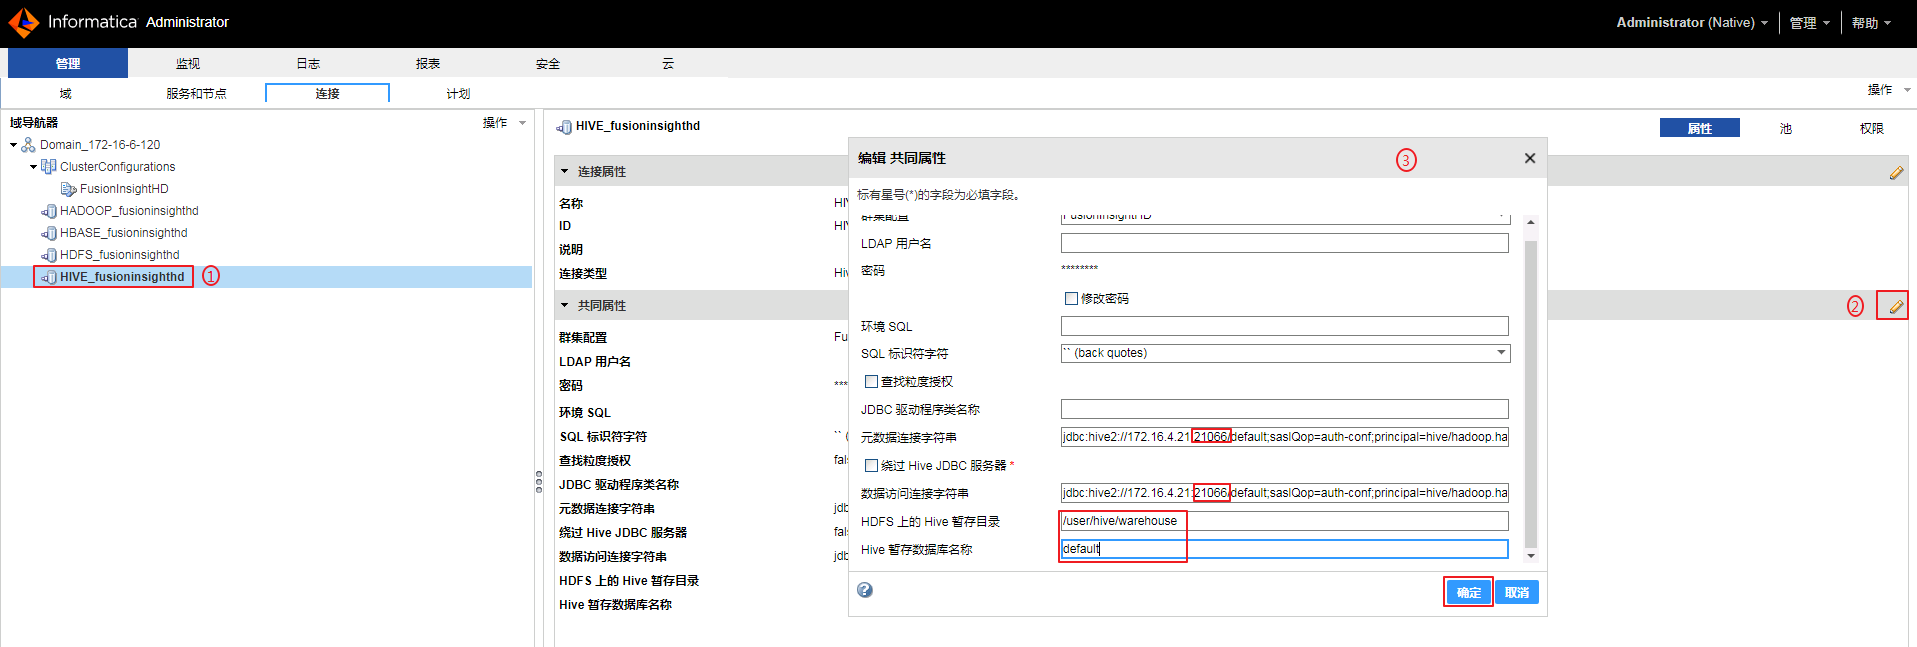 Informatica Administrator
Administrator (Native) 管理 帮助
管理 监视 日志 报表 安全 云
域 服务和节点 连接 计划 操作
域导航器 操作
Domain_172-16-6-120
ClusterConfigurations
FusionInsightHD
HADOOP_fusioninsighthd
HBASE_fusioninsighthd
HDFS_fusioninsighthd
HIVE_fusioninsighthd ①
HIVE_fusioninsighthd
属性 池 权限
连接属性
名称 HI
ID HI
说明
连接类型 Hiv
共同属性 ②
群集配置 Fu
LDAP 用户名
密码 ***
环境 SQL
SQL 标识符字符 `` (
查找粒度授权 fals
JDBC 驱动程序类名称
元数据连接字符串 jdb
绕过 Hive JDBC 服务器 fals
数据访问连接字符串 jdb
HDFS 上的 Hive 暂存目录
Hive 暂存数据库名称
编辑 共同属性 ③
标有星号(*)的字段为必填字段。
群集配置 FusionInsightHD
LDAP 用户名
密码 ********
修改密码
环境 SQL
SQL 标识符字符 `` (back quotes)
查找粒度授权
JDBC 驱动程序类名称
元数据连接字符串 jdbc:hive2://172.16.4.21:21066/default;saslQop=auth-conf;principal=hive/hadoop.ha
绕过 Hive JDBC 服务器 *
数据访问连接字符串 jdbc:hive2://172.16.4.21:21066/default;saslQop=auth-conf;principal=hive/hadoop.ha
HDFS 上的 Hive 暂存目录 /user/hive/warehouse
Hive 暂存数据库名称 default
确定 取消